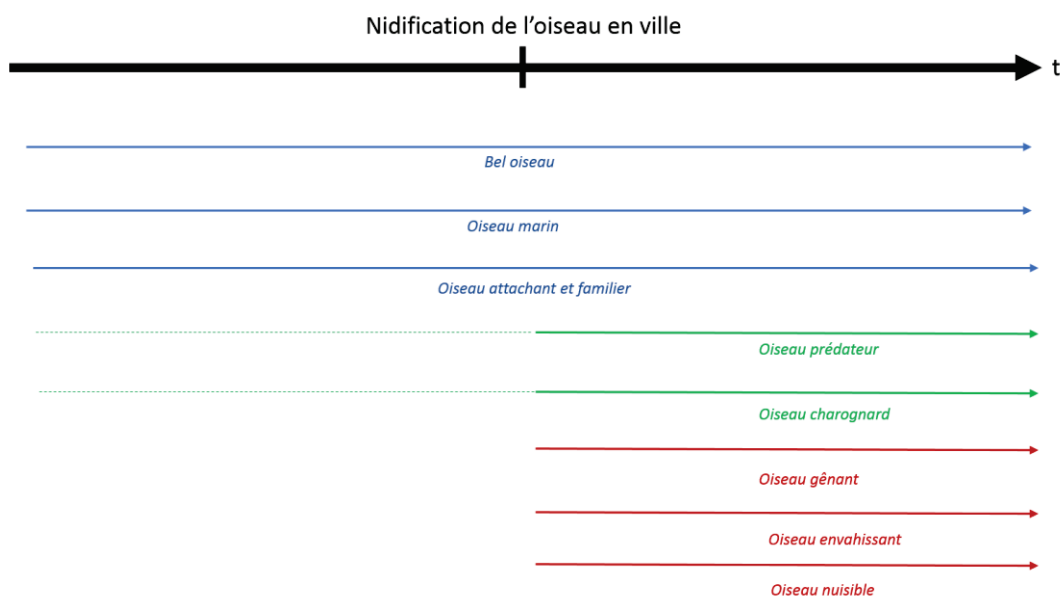 Nidification de l'oiseau en ville
t
Bel oiseau
Oiseau marin
Oiseau attachant et familier
Oiseau prédateur
Oiseau charognard
Oiseau gênant
Oiseau envahissant
Oiseau nuisible